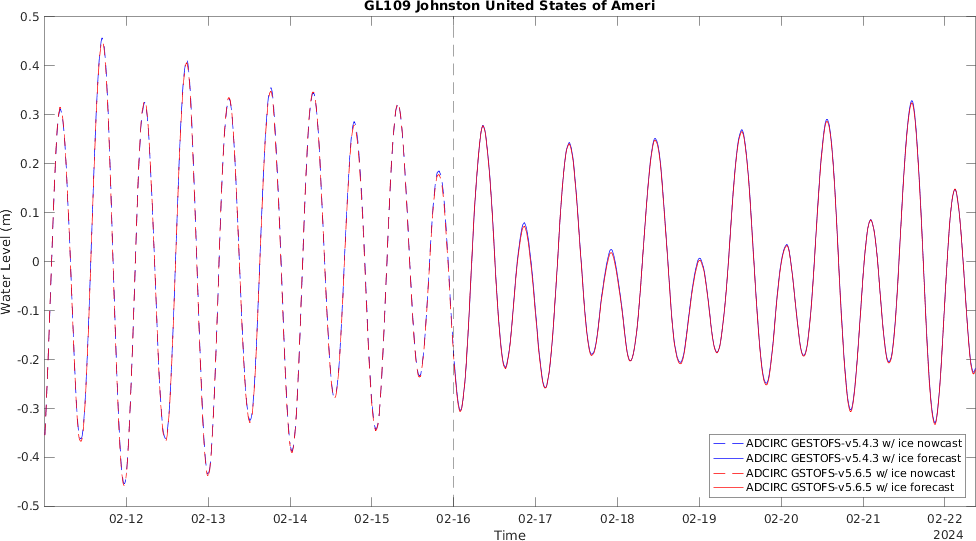 GL109 Johnston United States of Ameri
0.5
0.4
0.3
0.2
0.1
0
-0.1
-0.2
-0.3
-0.4
-0.5
Water Level (m)
ADCIRC GESTOFS-v5.4.3 w/ ice nowcast
ADCIRC GESTOFS-v5.4.3 w/ ice forecast
ADCIRC GSTOFS-v5.6.5 w/ ice nowcast
ADCIRC GSTOFS-v5.6.5 w/ ice forecast
02-12 02-13 02-14 02-15 02-16 02-17 02-18 02-19 02-20 02-21 02-22
Time
2024